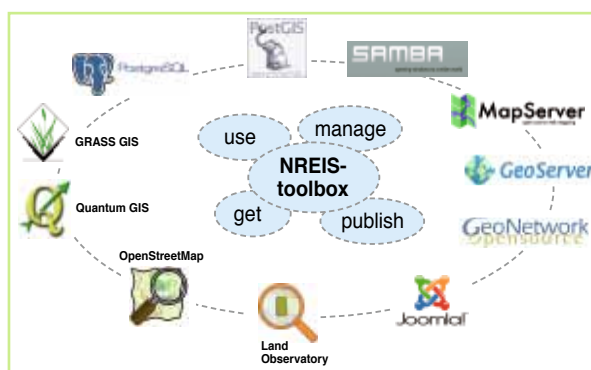 PostGIS
PostgreSQL
SAMBA
MapServer
GRASS GIS
use
manage
NREIS-
toolbox
GeoServer
Quantum GIS
get
publish
GeoNetwork
Opensource
OpenStreetMap
Joomla!
Land
Observatory